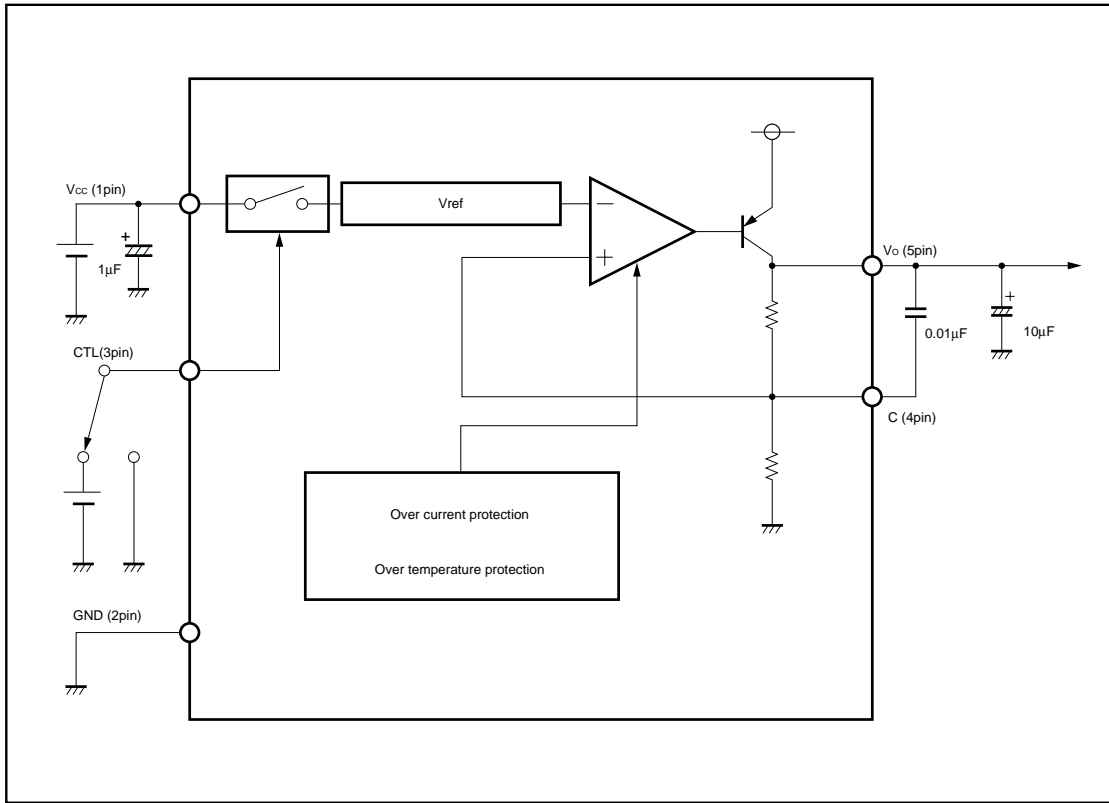 Vcc (1pin)
+
1µF
Vref
−
+
Vo (5pin)
0.01µF
+
10µF
CTL(3pin)
C (4pin)
Over current protection
Over temperature protection
GND (2pin)